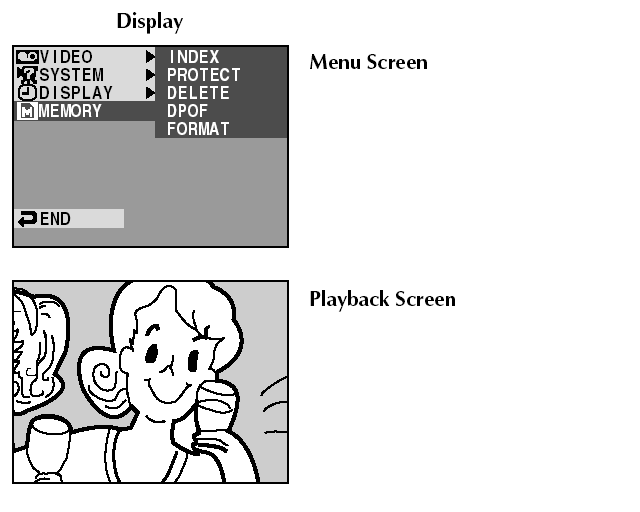 Display
VIDEO INDEX
SYSTEM PROTECT
DISPLAY DELETE
M MEMORY DPOF
FORMAT
END
Menu Screen
Playback Screen